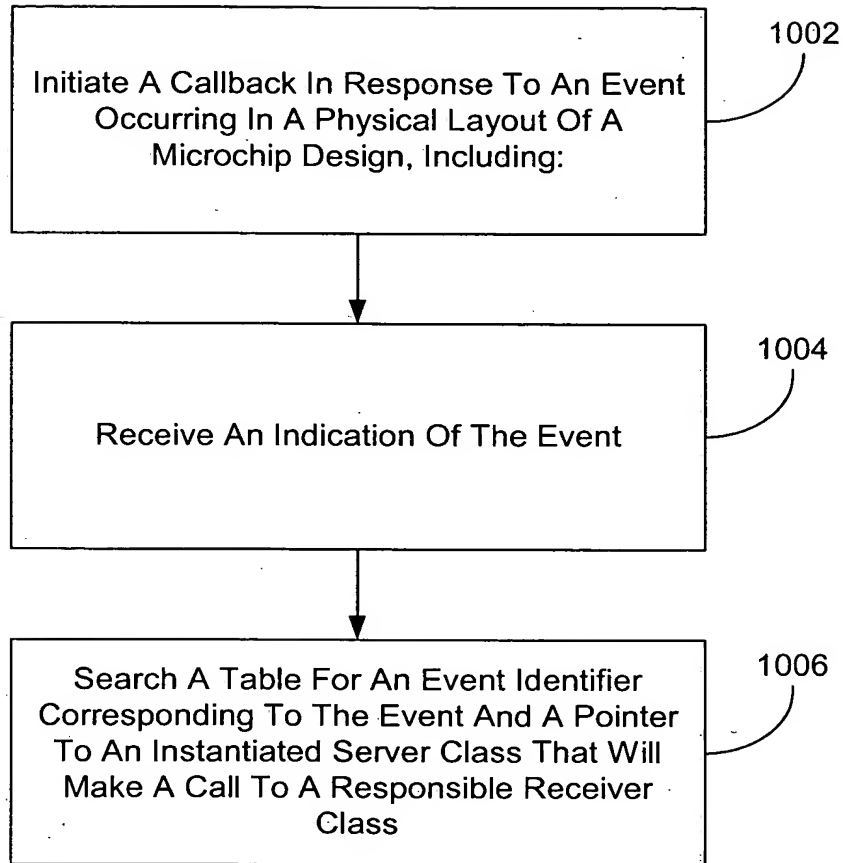 1002
Initiate A Callback In Response To An Event
Occurring In A Physical Layout Of A
Microchip Design, Including:
1004
Receive An Indication Of The Event
1006
Search A Table For An Event Identifier
Corresponding To The Event And A Pointer
To An Instantiated Server Class That Will
Make A Call To A Responsible Receiver
Class